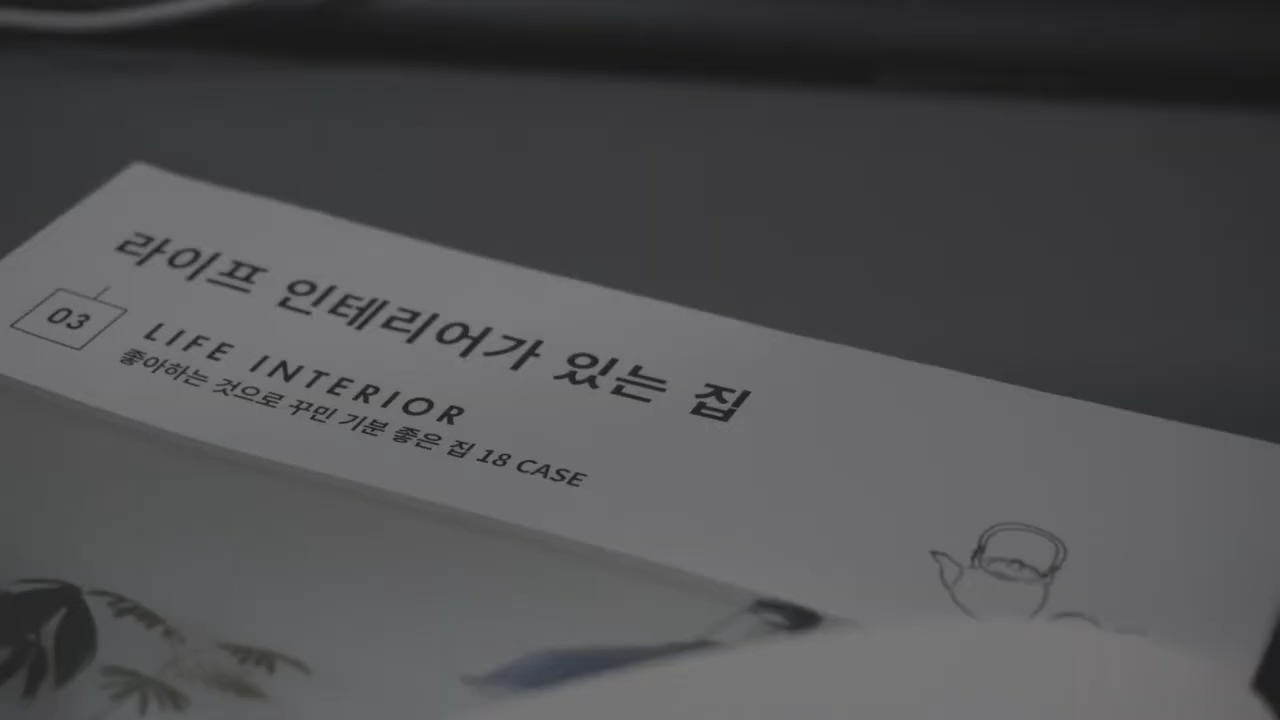 라이프 인테리어가 있는 집
03
LIFE INTERIOR
좋아하는 것으로 꾸민 기분 좋은 집 18 CASE